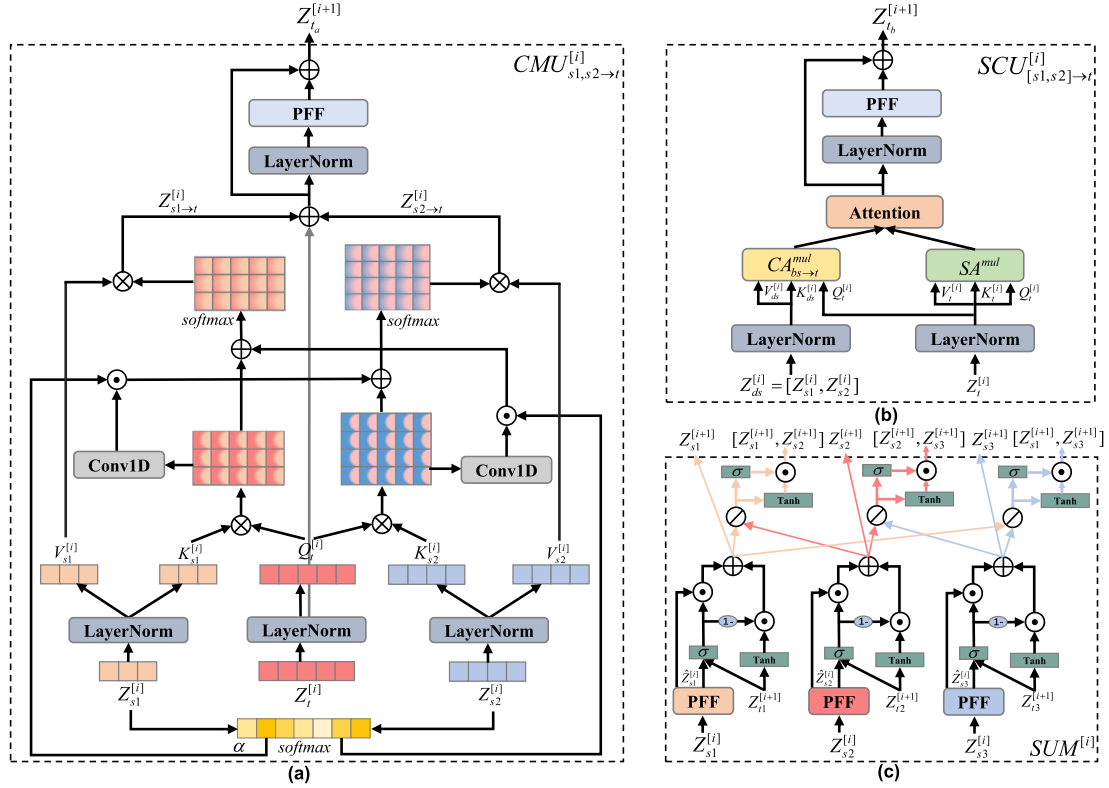 Z_{t_a}^{[i+1]}
CMU_{s1,s2→t}^{[i]}
PFF
LayerNorm
Z_{s1→t}^{[i]} Z_{s2→t}^{[i]}
softmax softmax
Conv1D Conv1D
V_{s1}^{[i]} K_{s1}^{[i]} Q_t^{[i]} K_{s2}^{[i]} V_{s2}^{[i]}
LayerNorm LayerNorm LayerNorm
Z_{s1}^{[i]} Z_t^{[i]} Z_{s2}^{[i]}
α softmax
(a)
Z_{t_b}^{[i+1]}
SCU_{[s1,s2]→t}^{[i]}
PFF
LayerNorm
Attention
CA_{bs→t}^{mul} SA^{mul}
V_{ds}^{[i]} K_{ds}^{[i]} Q_t^{[i]} V_t^{[i]} K_t^{[i]} Q_t^{[i]}
LayerNorm LayerNorm
Z_{ds}^{[i]} = [Z_{s1}^{[i]}, Z_{s2}^{[i]}] Z_t^{[i]}
(b)
Z_{s1}^{[i+1]} [Z_{s1}^{[i+1]}, Z_{s2}^{[i+1]}] Z_{s2}^{[i+1]} [Z_{s2}^{[i+1]}, Z_{s3}^{[i+1]}] Z_{s3}^{[i+1]} [Z_{s1}^{[i+1]}, Z_{s3}^{[i+1]}]
σ σ σ
Tanh Tanh Tanh
1- 1- 1-
σ Tanh σ Tanh σ Tanh
Ẑ_{s1}^{[i]} Z_{t1}^{[i+1]} Ẑ_{s2}^{[i]} Z_{t2}^{[i+1]} Ẑ_{s3}^{[i]} Z_{t3}^{[i+1]}
PFF PFF PFF
Z_{s1}^{[i]} Z_{s2}^{[i]} Z_{s3}^{[i]} SUM^{[i]}
(c)